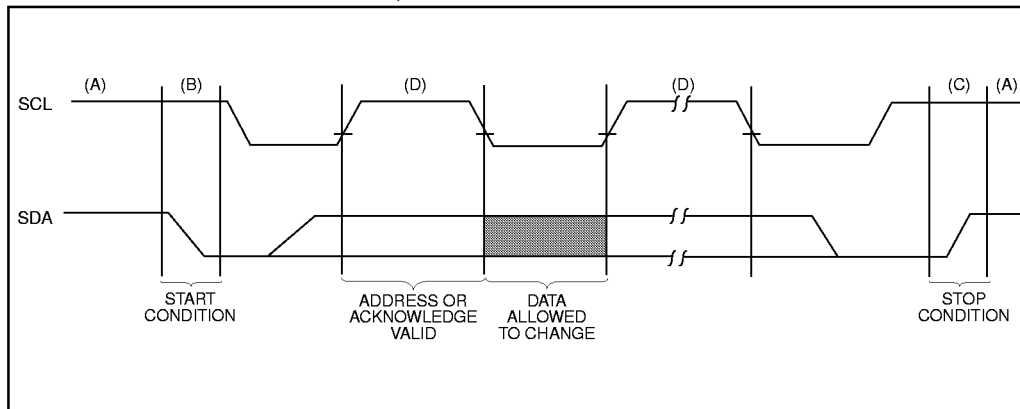 (A) (B) (D) (D) (C) (A)
SCL
SDA
START
CONDITION
ADDRESS OR
ACKNOWLEDGE
VALID
DATA
ALLOWED
TO CHANGE
STOP
CONDITION